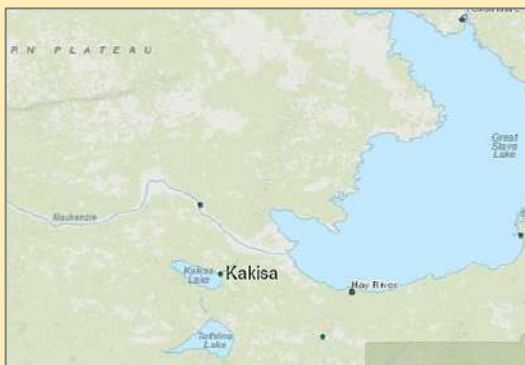 RN PLATEAU
Great
Slave
Lake
Mackenzie
Kakisa
Lake
Kakisa
Hay River
Tathlina
Lake